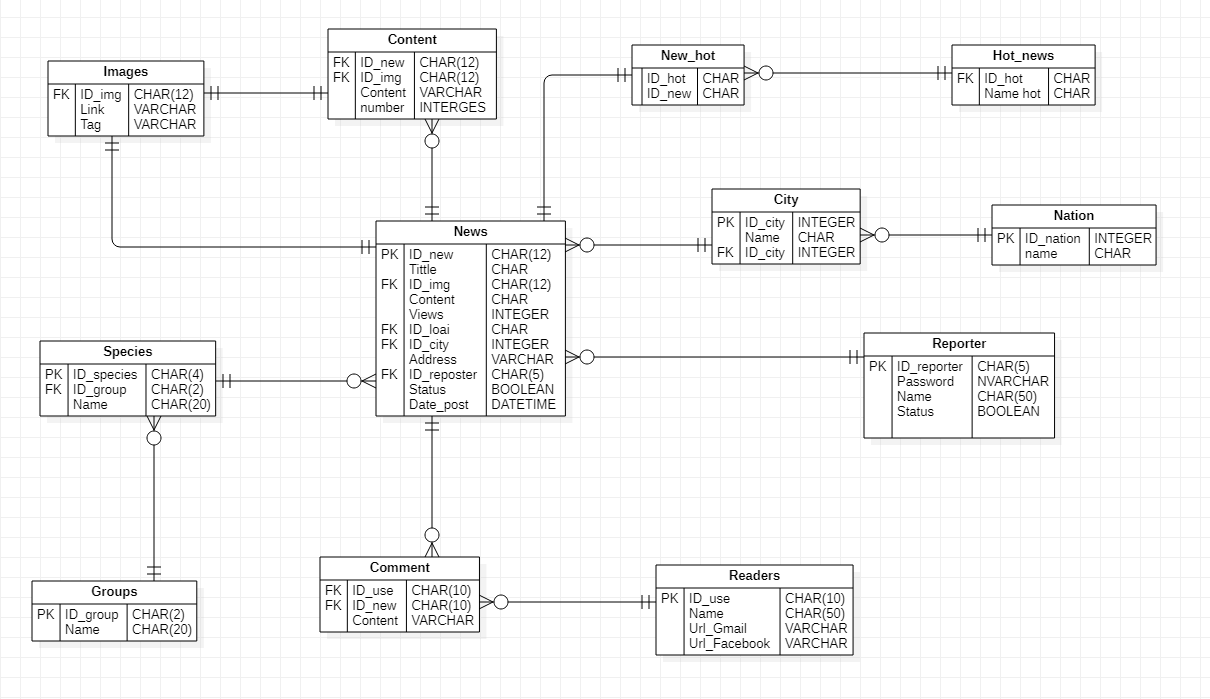 Content
FK ID_new CHAR(12)
FK ID_img CHAR(12)
Content VARCHAR
number INTERGES
Images
FK ID_img CHAR(12)
Link VARCHAR
Tag VARCHAR
New_hot
ID_hot CHAR
ID_new CHAR
Hot_news
FK ID_hot CHAR
Name hot CHAR
City
PK ID_city INTEGER
Name CHAR
FK ID_city INTEGER
Nation
PK ID_nation INTEGER
name CHAR
News
PK ID_new CHAR(12)
Tittle CHAR
FK ID_img CHAR(12)
Content CHAR
Views INTEGER
FK ID_loai CHAR
FK ID_city INTEGER
Address VARCHAR
FK ID_reposter CHAR(5)
Status BOOLEAN
Date_post DATETIME
Species
PK ID_species CHAR(4)
FK ID_group CHAR(2)
Name CHAR(20)
Reporter
PK ID_reporter CHAR(5)
Password NVARCHAR
Name CHAR(50)
Status BOOLEAN
Groups
PK ID_group CHAR(2)
Name CHAR(20)
Comment
FK ID_use CHAR(10)
FK ID_new CHAR(10)
Content VARCHAR
Readers
PK ID_use CHAR(10)
Name CHAR(50)
Url_Gmail VARCHAR
Url_Facebook VARCHAR